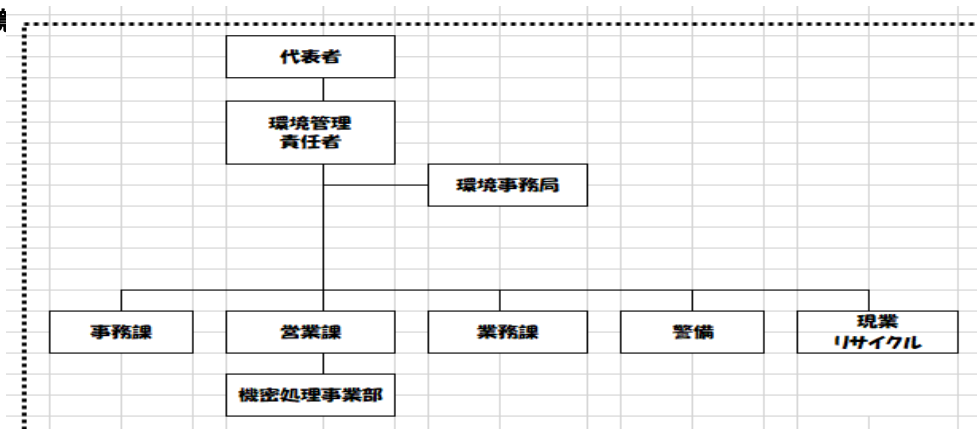 代表者
環境管理
責任者
環境事務局
事務課
営業課
業務課
警備
現業
リサイクル
機密処理事業部